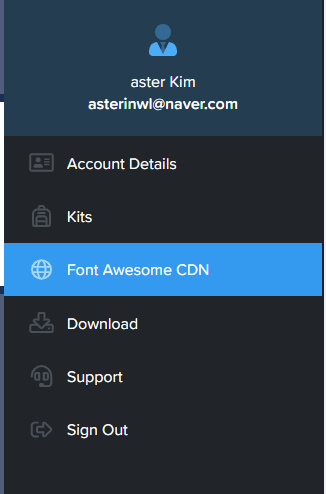 aster Kim
asterinwl@naver.com
Account Details
Kits
Font Awesome CDN
Download
Support
Sign Out